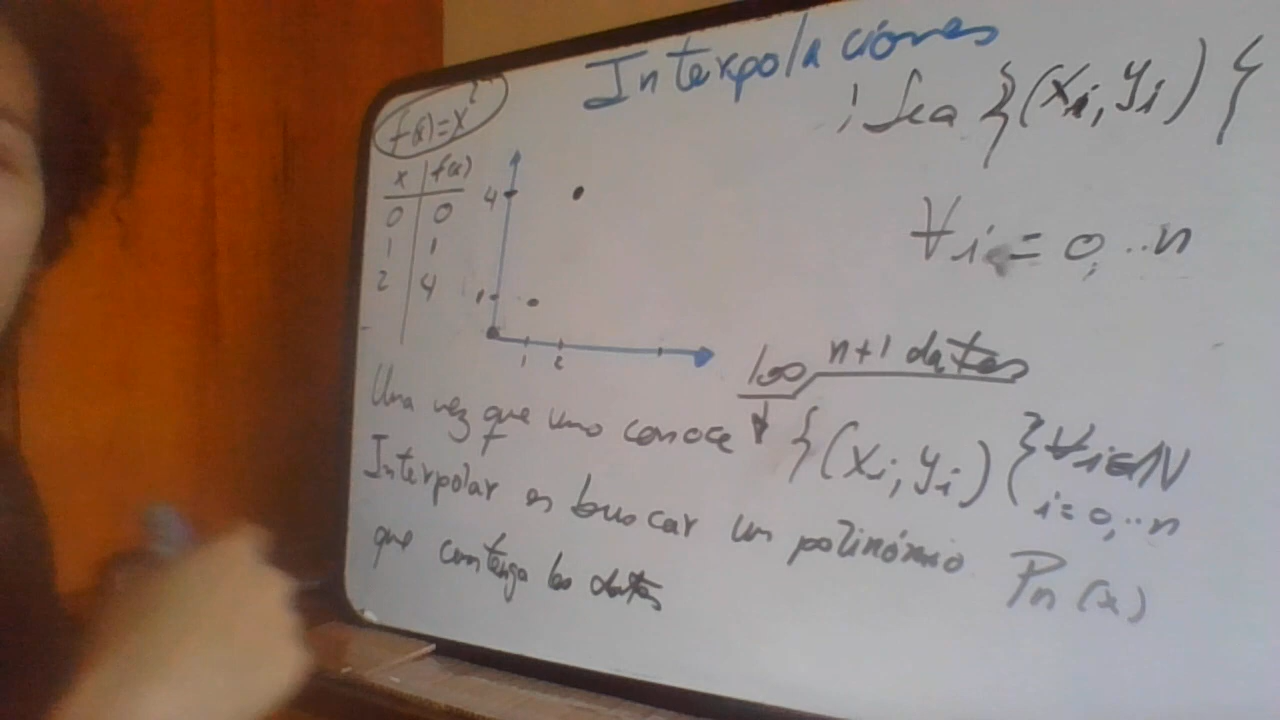 Interpolaciones
f(x)=x²
; Sea }(xi, yi){
∀i = 0,..n
x f(x)
0 0
1 1
2 4
4
1
1 2
los n+1 datos
Una vez que uno conoce }(xi, yi){ ∀i∈N
i=0,..n
Interpolar es buscar un polinómio Pn(x)
que contenga los datos